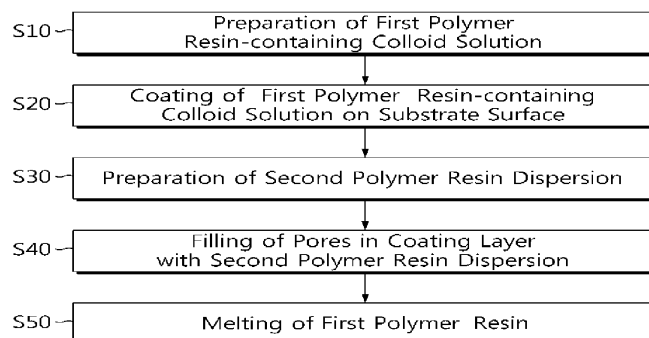 S10
Preparation of First Polymer
Resin-containing Colloid Solution
S20
Coating of First Polymer Resin-containing
Colloid Solution on Substrate Surface
S30
Preparation of Second Polymer Resin Dispersion
S40
Filling of Pores in Coating Layer
with Second Polymer Resin Dispersion
S50
Melting of First Polymer Resin